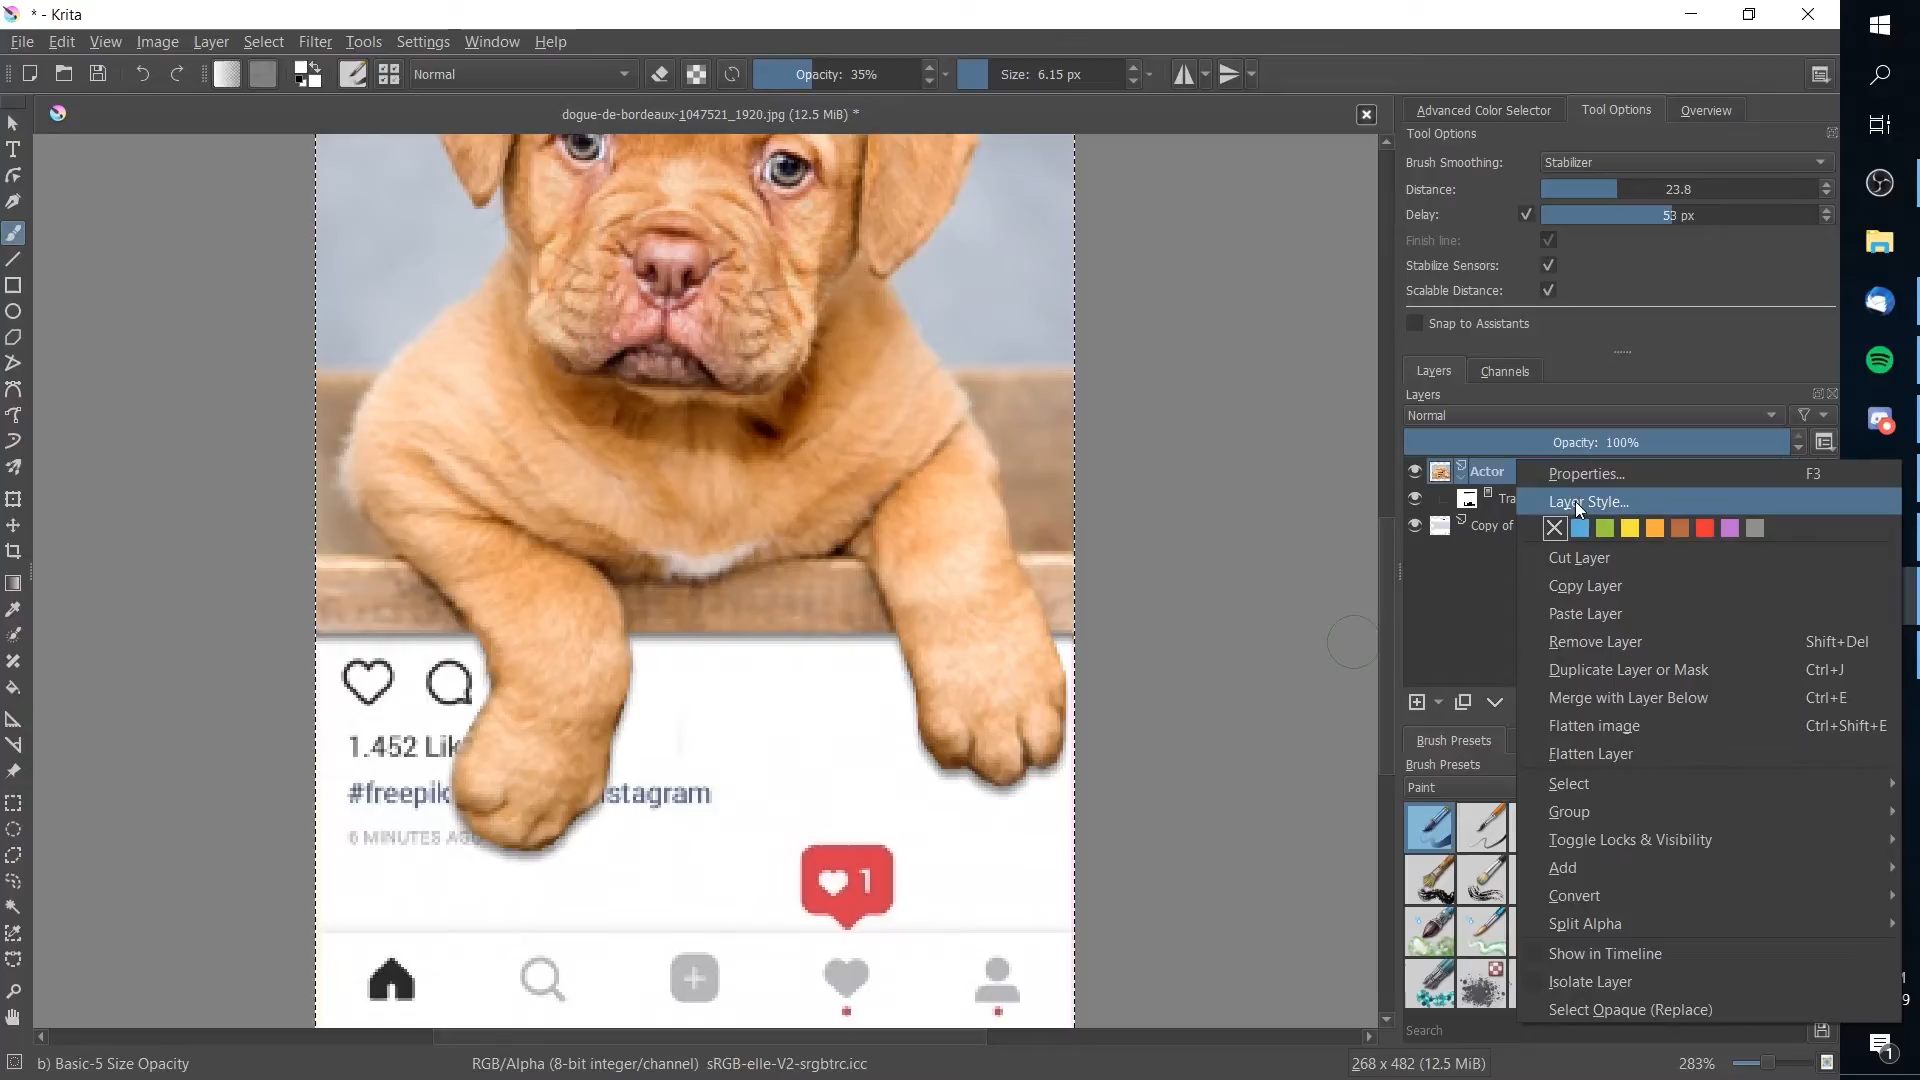 * - Krita
File Edit View Image Layer Select Filter Tools Settings Window Help
Normal Opacity: 35% Size: 6.15 px
dogue-de-bordeaux-1047521_1920.jpg (12.5 MiB) *
Advanced Color Selector Tool Options Overview
Tool Options
Brush Smoothing: Stabilizer
Distance: 23.8
Delay: 53 px
Finish line:
Stabilize Sensors:
Scalable Distance:
Snap to Assistants
Layers Channels
Layers
Normal
Opacity: 100%
Actor
Tra
Copy of
Properties... F3
Layer Style...
Cut Layer
Copy Layer
Paste Layer
Remove Layer Shift+Del
Duplicate Layer or Mask Ctrl+J
Merge with Layer Below Ctrl+E
Flatten image Ctrl+Shift+E
Flatten Layer
Select
Group
Toggle Locks & Visibility
Add
Convert
Split Alpha
Show in Timeline
Isolate Layer
Select Opaque (Replace)
Brush Presets
Brush Presets
Paint
Search
1.452 Lik
#freepik stagram
6 MINUTES AGO
1
b) Basic-5 Size Opacity
RGB/Alpha (8-bit integer/channel) sRGB-elle-V2-srgbtrc.icc
268 x 482 (12.5 MiB)
283%
1